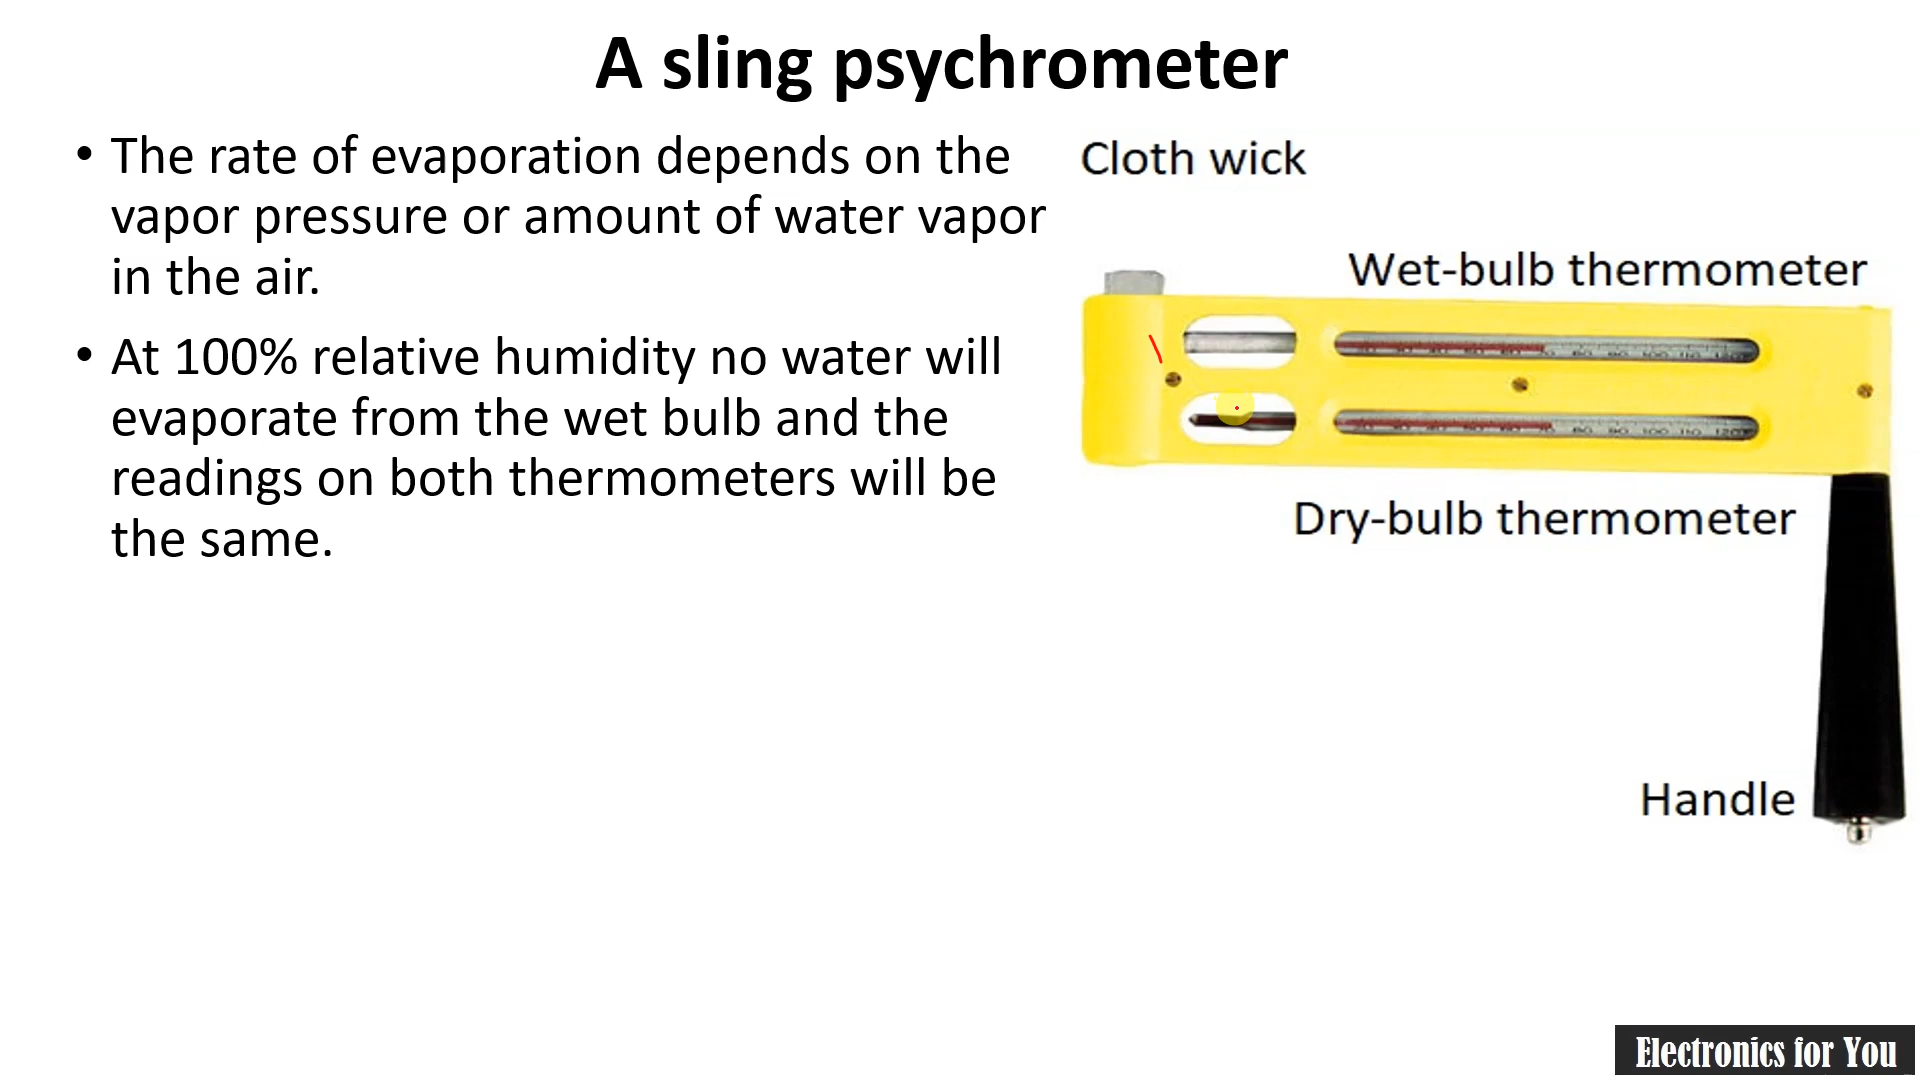 A sling psychrometer
• The rate of evaporation depends on the
vapor pressure or amount of water vapor
in the air.
• At 100% relative humidity no water will
evaporate from the wet bulb and the
readings on both thermometers will be
the same.
Cloth wick
Wet-bulb thermometer
Dry-bulb thermometer
Handle
Electronics for You